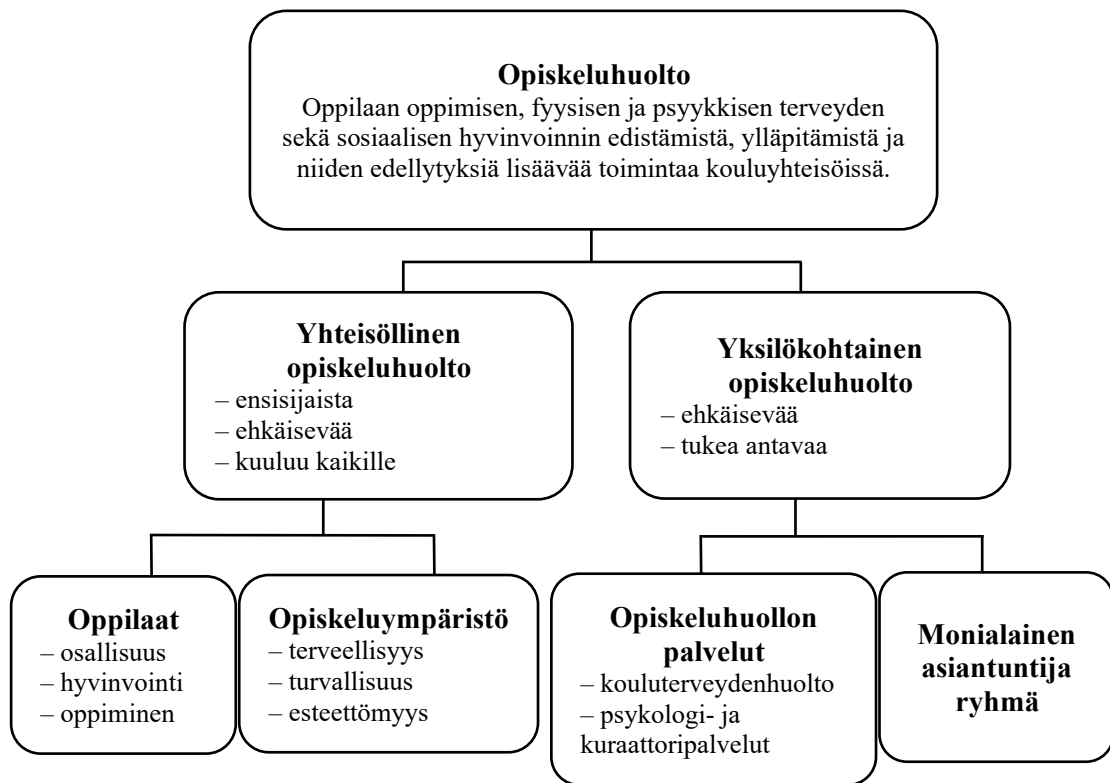 Opiskeluhuolto
Oppilaan oppimisen, fyysisen ja psyykkisen terveyden
sekä sosiaalisen hyvinvoinnin edistämistä, ylläpitämistä ja
niiden edellytyksiä lisäävää toimintaa kouluyhteisöissä.
Yhteisöllinen
opiskeluhuolto
– ensisijaista
– ehkäisevää
– kuuluu kaikille
Yksilökohtainen
opiskeluhuolto
– ehkäisevää
– tukea antavaa
Oppilaat
– osallisuus
– hyvinvointi
– oppiminen
Opiskeluympäristö
– terveellisyys
– turvallisuus
– esteettömyys
Opiskeluhuollon
palvelut
– kouluterveydenhuolto
– psykologi- ja
kuraattoripalvelut
Monialainen
asiantuntija
ryhmä